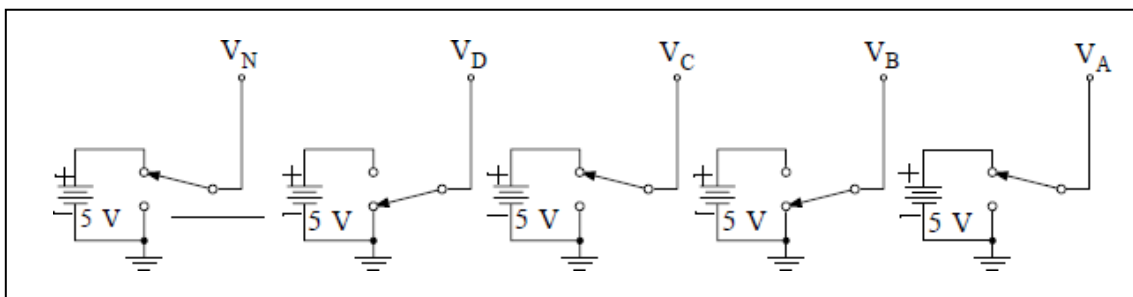 V_N V_D V_C V_B V_A
+ + + + +
− 5 V − 5 V − 5 V − 5 V − 5 V